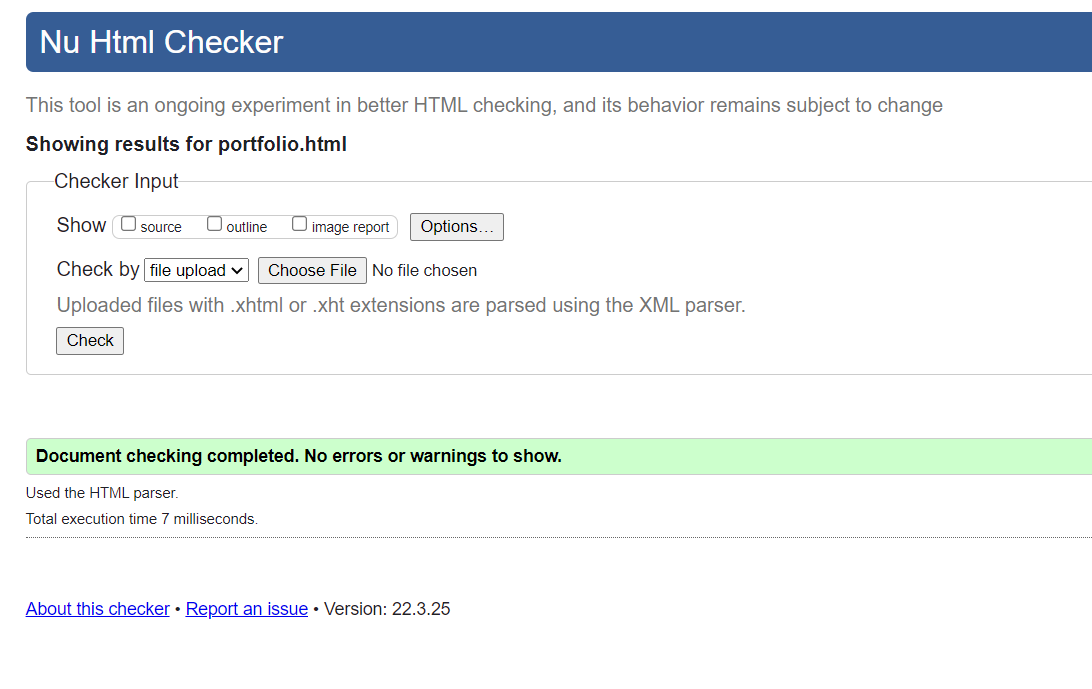 Nu Html Checker
This tool is an ongoing experiment in better HTML checking, and its behavior remains subject to change
Showing results for portfolio.html
Checker Input
Show source outline image report Options…
Check by file upload Choose File No file chosen
Uploaded files with .xhtml or .xht extensions are parsed using the XML parser.
Check
Document checking completed. No errors or warnings to show.
Used the HTML parser.
Total execution time 7 milliseconds.
About this checker • Report an issue • Version: 22.3.25